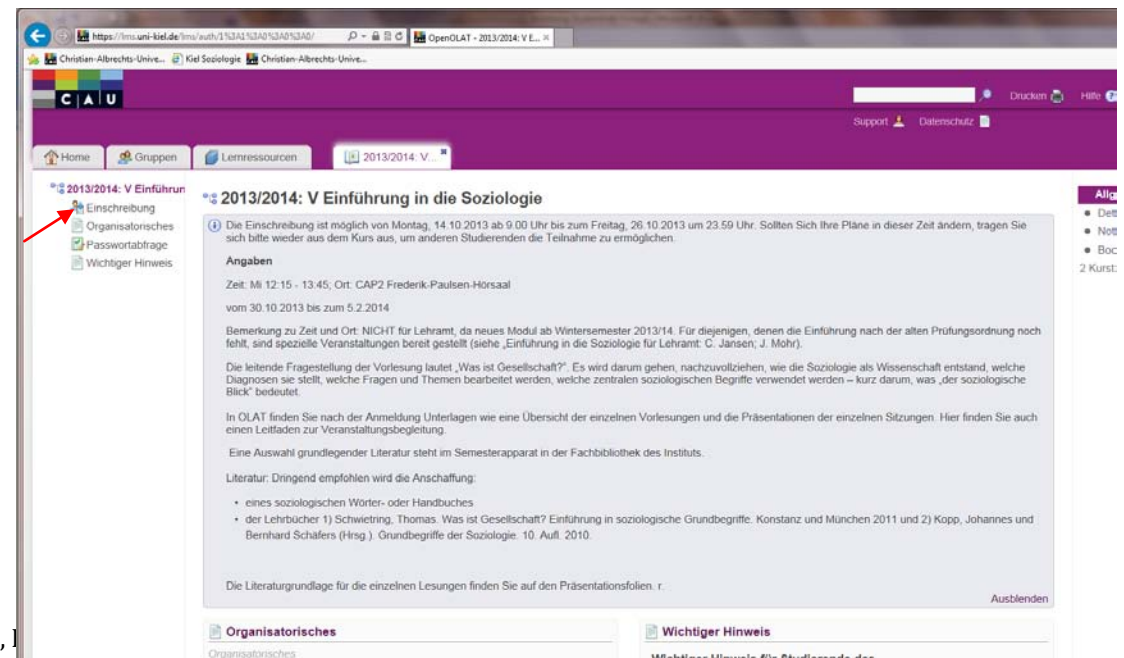 https://lms.uni-kiel.de/lms/auth/1%3A1%3A0%3A0%3A0/
OpenOLAT - 2013/2014: V E...
Christian-Albrechts-Unive... Kiel Soziologie Christian-Albrechts-Unive...
C|A|U
Drucken Hilfe
Support Datenschutz
Home Gruppen Lernressourcen 2013/2014: V...
2013/2014: V Einführun
Einschreibung
Organisatorisches
Passwortabfrage
Wichtiger Hinweis
2013/2014: V Einführung in die Soziologie
Die Einschreibung ist möglich von Montag, 14.10.2013 ab 9.00 Uhr bis zum Freitag, 26.10.2013 um 23.59 Uhr. Sollten Sich Ihre Pläne in dieser Zeit ändern, tragen Sie
sich bitte wieder aus dem Kurs aus, um anderen Studierenden die Teilnahme zu ermöglichen.
Angaben
Zeit: Mi 12:15 - 13:45; Ort: CAP2 Frederik-Paulsen-Hörsaal
vom 30.10.2013 bis zum 5.2.2014
Bemerkung zu Zeit und Ort: NICHT für Lehramt, da neues Modul ab Wintersemester 2013/14. Für diejenigen, denen die Einführung nach der alten Prüfungsordnung noch
fehlt, sind spezielle Veranstaltungen bereit gestellt (siehe „Einführung in die Soziologie für Lehramt: C. Jansen; J. Mohr).
Die leitende Fragestellung der Vorlesung lautet „Was ist Gesellschaft?“. Es wird darum gehen, nachzuvollziehen, wie die Soziologie als Wissenschaft entstand, welche
Diagnosen sie stellt, welche Fragen und Themen bearbeitet werden, welche zentralen soziologischen Begriffe verwendet werden – kurz darum, was „der soziologische
Blick“ bedeutet.
In OLAT finden Sie nach der Anmeldung Unterlagen wie eine Übersicht der einzelnen Vorlesungen und die Präsentationen der einzelnen Sitzungen. Hier finden Sie auch
einen Leitfaden zur Veranstaltungsbegleitung.
Eine Auswahl grundlegender Literatur steht im Semesterapparat in der Fachbibliothek des Instituts.
Literatur: Dringend empfohlen wird die Anschaffung:
• eines soziologischen Wörter- oder Handbuches
• der Lehrbücher 1) Schwietring, Thomas. Was ist Gesellschaft? Einführung in soziologische Grundbegriffe. Konstanz und München 2011 und 2) Kopp, Johannes und
Bernhard Schäfers (Hrsg.). Grundbegriffe der Soziologie. 10. Aufl. 2010.
Die Literaturgrundlage für die einzelnen Lesungen finden Sie auf den Präsentationsfolien. r.
Ausblenden
Organisatorisches
Organisatorisches
Wichtiger Hinweis
Wichtiger Hinweis für Studierende des
• Not
• Boc
2 Kurst: